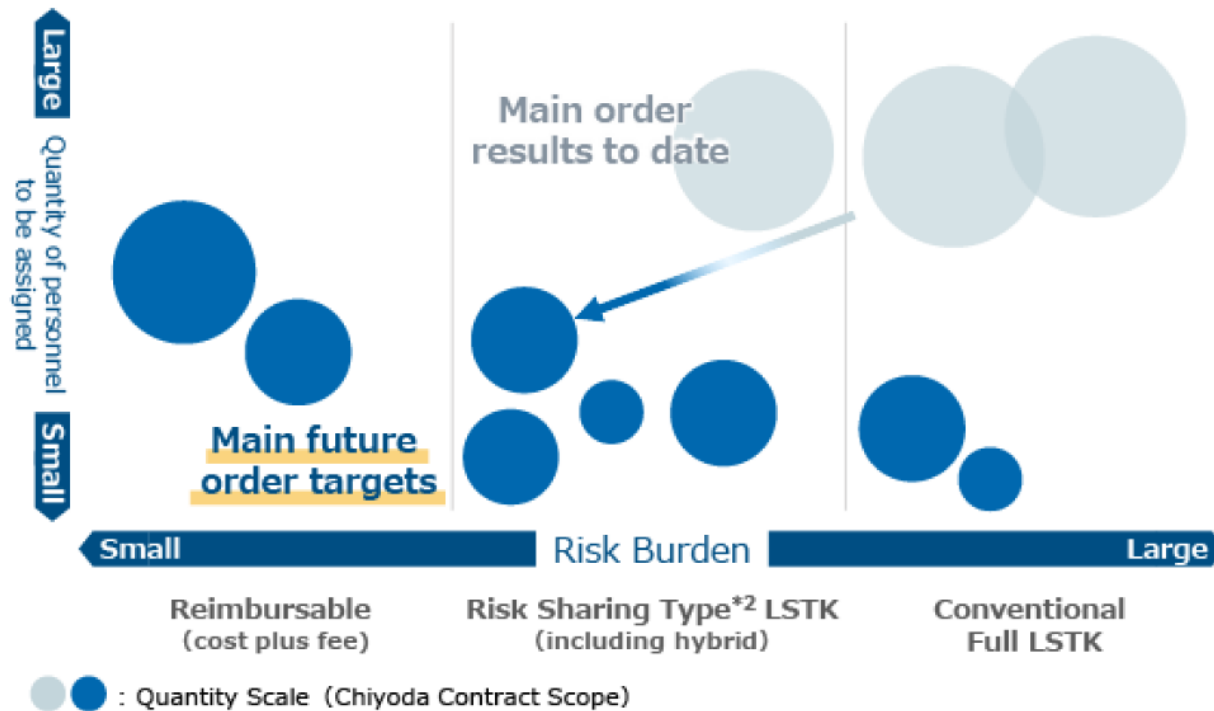 Large
Quantity of personnel
to be assigned
Small
Main order
results to date
Main future
order targets
Small
Risk Burden
Large
Reimbursable
(cost plus fee)
Risk Sharing Type*2 LSTK
(including hybrid)
Conventional
Full LSTK
: Quantity Scale（Chiyoda Contract Scope）